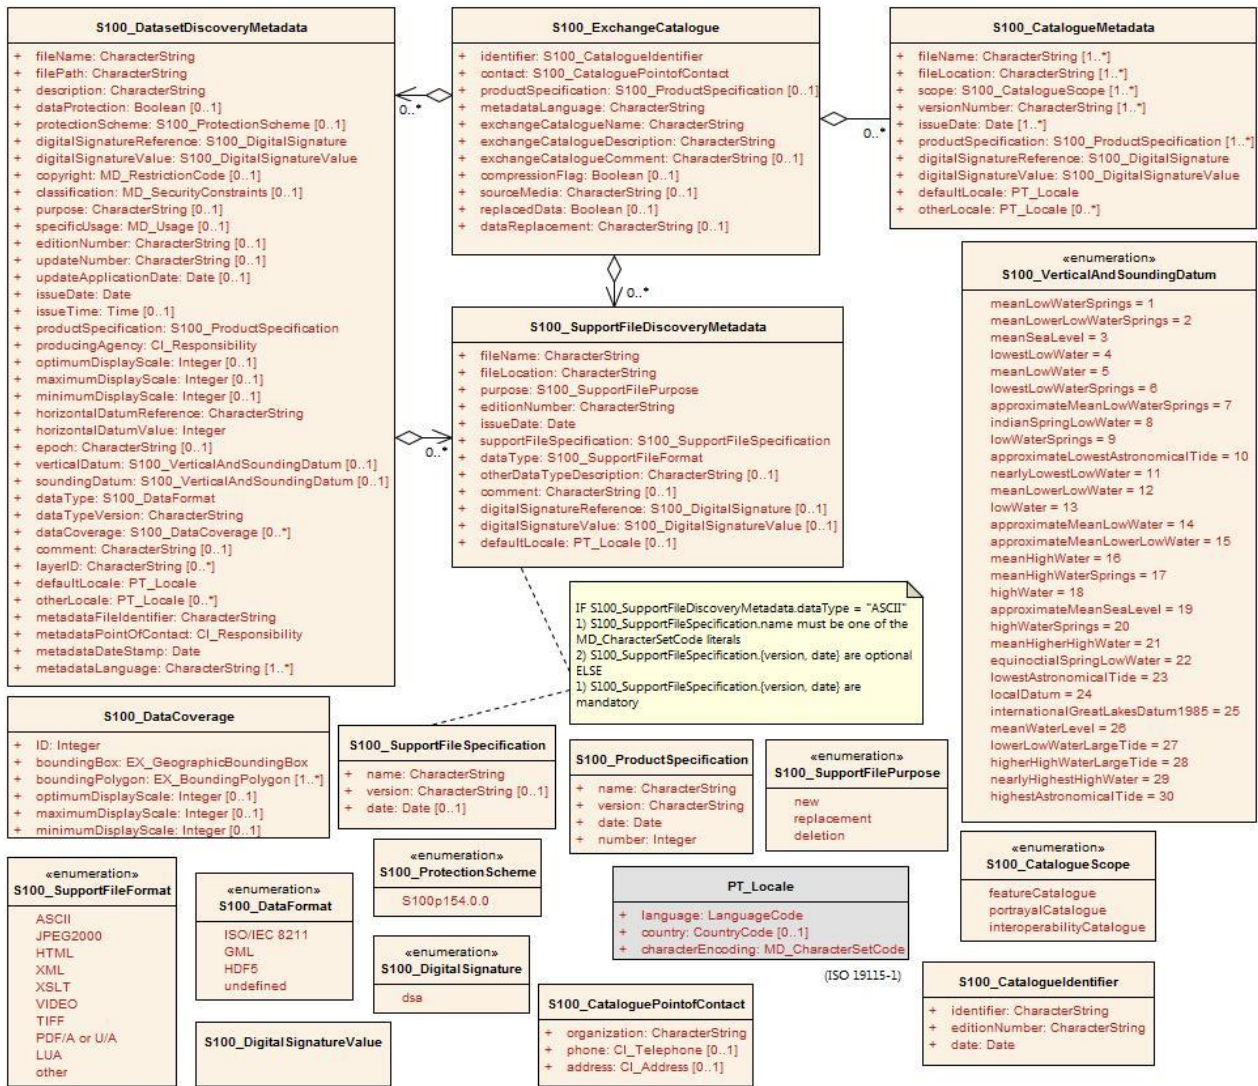 S100_DatasetDiscoveryMetadata
+ fileName: CharacterString
+ filePath: CharacterString
+ description: CharacterString
+ dataProtection: Boolean [0..1]
+ protectionScheme: S100_ProtectionScheme [0..1]
+ digitalSignatureReference: S100_DigitalSignature
+ digitalSignatureValue: S100_DigitalSignatureValue
+ copyright: MD_RestrictionCode [0..1]
+ classification: MD_SecurityConstraints [0..1]
+ purpose: CharacterString [0..1]
+ specificUsage: MD_Usage [0..1]
+ editionNumber: CharacterString [0..1]
+ updateNumber: CharacterString [0..1]
+ updateApplicationDate: Date [0..1]
+ issueDate: Date
+ issueTime: Time [0..1]
+ productSpecification: S100_ProductSpecification
+ producingAgency: CI_Responsibility
+ optimumDisplayScale: Integer [0..1]
+ maximumDisplayScale: Integer [0..1]
+ minimumDisplayScale: Integer [0..1]
+ horizontalDatumReference: CharacterString
+ horizontalDatumValue: Integer
+ epoch: CharacterString [0..1]
+ verticalDatum: S100_VerticalAndSoundingDatum [0..1]
+ soundingDatum: S100_VerticalAndSoundingDatum [0..1]
+ dataType: S100_DataFormat
+ dataTypeVersion: CharacterString
+ dataCoverage: S100_DataCoverage [0..*]
+ comment: CharacterString [0..1]
+ layerID: CharacterString [0..*]
+ defaultLocale: PT_Locale
+ otherLocale: PT_Locale [0..*]
+ metadataFileIdentifier: CharacterString
+ metadataPointOfContact: CI_Responsibility
+ metadataDateStamp: Date
+ metadataLanguage: CharacterString [1..*]
0..*
S100_ExchangeCatalogue
+ identifier: S100_CatalogueIdentifier
+ contact: S100_CataloguePointofContact
+ productSpecification: S100_ProductSpecification [0..1]
+ metadataLanguage: CharacterString
+ exchangeCatalogueName: CharacterString
+ exchangeCatalogueDescription: CharacterString
+ exchangeCatalogueComment: CharacterString [0..1]
+ compressionFlag: Boolean [0..1]
+ sourceMedia: CharacterString [0..1]
+ replacedData: Boolean [0..1]
+ dataReplacement: CharacterString [0..1]
0..*
S100_CatalogueMetadata
+ fileName: CharacterString [1..*]
+ fileLocation: CharacterString [1..*]
+ scope: S100_CatalogueScope [1..*]
+ versionNumber: CharacterString [1..*]
+ issueDate: Date [1..*]
+ productSpecification: S100_ProductSpecification [1..*]
+ digitalSignatureReference: S100_DigitalSignature
+ digitalSignatureValue: S100_DigitalSignatureValue
+ defaultLocale: PT_Locale
+ otherLocale: PT_Locale [0..*]
0..*
S100_SupportFileDiscoveryMetadata
+ fileName: CharacterString
+ fileLocation: CharacterString
+ purpose: S100_SupportFilePurpose
+ editionNumber: CharacterString
+ issueDate: Date
+ supportFileSpecification: S100_SupportFileSpecification
+ dataType: S100_SupportFileFormat
+ otherDataTypeDescription: CharacterString [0..1]
+ comment: CharacterString [0..1]
+ digitalSignatureReference: S100_DigitalSignature [0..1]
+ digitalSignatureValue: S100_DigitalSignatureValue [0..1]
+ defaultLocale: PT_Locale [0..1]
0..*
«enumeration»
S100_VerticalAndSoundingDatum
meanLowWaterSprings = 1
meanLowerLowWaterSprings = 2
meanSeaLevel = 3
lowestLowWater = 4
meanLowWater = 5
lowestLowWaterSprings = 6
approximateMeanLowWaterSprings = 7
indianSpringLowWater = 8
lowWaterSprings = 9
approximateLowestAstronomicalTide = 10
nearlyLowestLowWater = 11
meanLowerLowWater = 12
lowWater = 13
approximateMeanLowWater = 14
approximateMeanLowerLowWater = 15
meanHighWater = 16
meanHighWaterSprings = 17
highWater = 18
approximateMeanSeaLevel = 19
highWaterSprings = 20
meanHigherHighWater = 21
equinoctialSpringLowWater = 22
lowestAstronomicalTide = 23
localDatum = 24
internationalGreatLakesDatum1985 = 25
meanWaterLevel = 26
lowerLowWaterLargeTide = 27
higherHighWaterLargeTide = 28
nearlyHighestHighWater = 29
highestAstronomicalTide = 30
IF S100_SupportFileDiscoveryMetadata.dataType = "ASCII"
1) S100_SupportFileSpecification.name must be one of the
MD_CharacterSetCode literals
2) S100_SupportFileSpecification.{version, date} are optional
ELSE
1) S100_SupportFileSpecification.{version, date} are
mandatory
S100_DataCoverage
+ ID: Integer
+ boundingBox: EX_GeographicBoundingBox
+ boundingPolygon: EX_BoundingPolygon [1..*]
+ optimumDisplayScale: Integer [0..1]
+ maximumDisplayScale: Integer [0..1]
+ minimumDisplayScale: Integer [0..1]
S100_SupportFileSpecification
+ name: CharacterString
+ version: CharacterString [0..1]
+ date: Date [0..1]
S100_ProductSpecification
+ name: CharacterString
+ version: CharacterString
+ date: Date
+ number: Integer
«enumeration»
S100_SupportFilePurpose
new
replacement
deletion
«enumeration»
S100_CatalogueScope
featureCatalogue
portrayalCatalogue
interoperabilityCatalogue
«enumeration»
S100_SupportFileFormat
ASCII
JPEG2000
HTML
XML
XSLT
VIDEO
TIFF
PDF/A or U/A
LUA
other
«enumeration»
S100_DataFormat
ISO/IEC 8211
GML
HDF5
undefined
«enumeration»
S100_ProtectionScheme
S100p154.0.0
«enumeration»
S100_DigitalSignature
dsa
S100_DigitalSignatureValue
PT_Locale
+ language: LanguageCode
+ country: CountryCode [0..1]
+ characterEncoding: MD_CharacterSetCode
(ISO 19115-1)
S100_CataloguePointofContact
+ organization: CharacterString
+ phone: CI_Telephone [0..1]
+ address: CI_Address [0..1]
S100_CatalogueIdentifier
+ identifier: CharacterString
+ editionNumber: CharacterString
+ date: Date